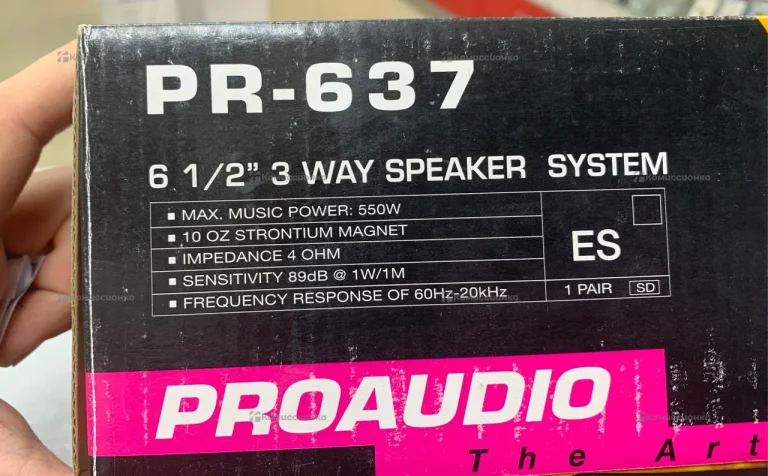 PR-637
6 1/2" 3 WAY SPEAKER SYSTEM
■ MAX. MUSIC POWER: 550W
■ 10 OZ STRONTIUM MAGNET
■ IMPEDANCE 4 OHM
■ SENSITIVITY 89dB @ 1W/1M
■ FREQUENCY RESPONSE OF 60Hz-20kHz
ES
1 PAIR SD
PROAUDIO
The Art
Комиссионка